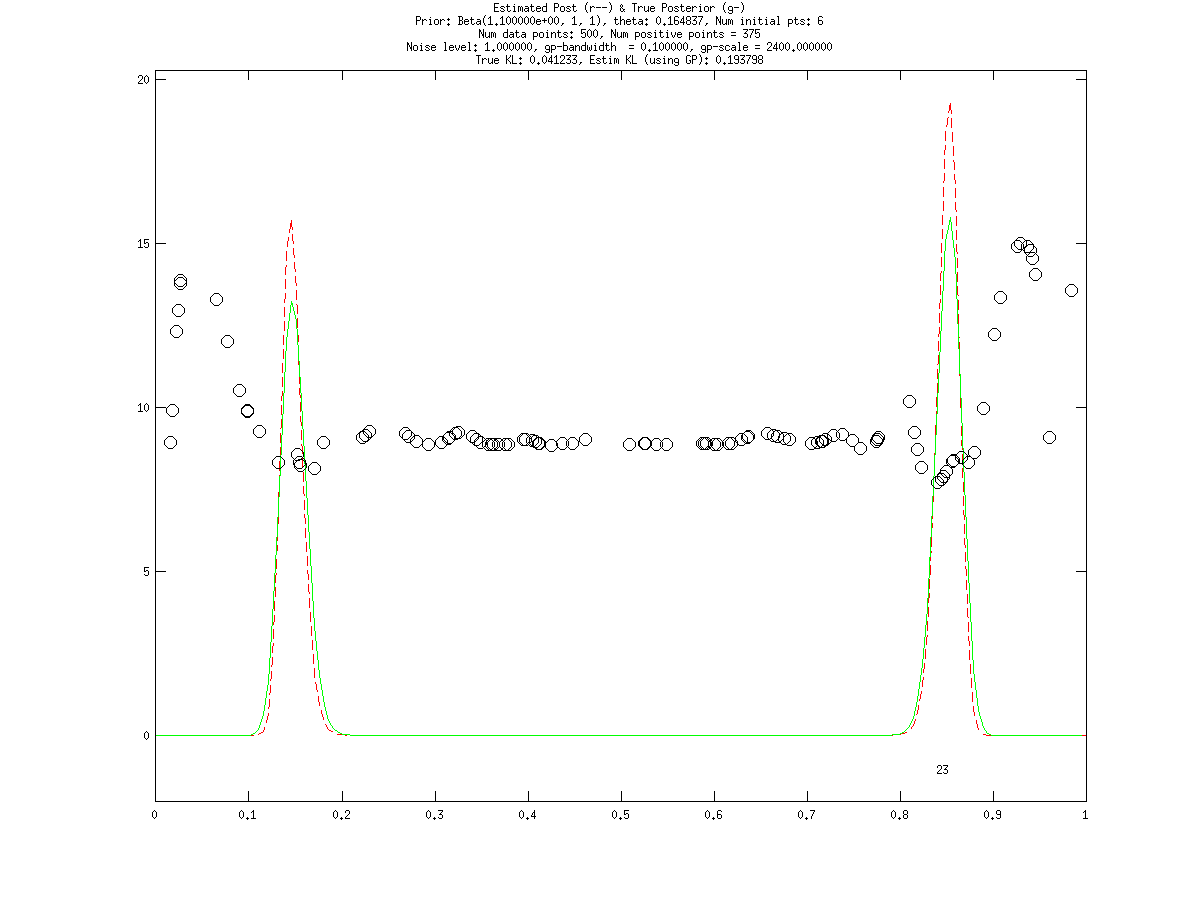 Estimated Post (r--) & True Posterior (g-)
Prior: Beta(1.100000e+00, 1, 1), theta: 0.164837, Num initial pts: 6
Num data points: 500, Num positive points = 375
Noise level: 1.000000, gp-bandwidth  = 0.100000, gp-scale = 2400.000000
True KL: 0.041233, Estim KL (using GP): 0.193798
20
15
10
5
0
23
0 0.1 0.2 0.3 0.4 0.5 0.6 0.7 0.8 0.9 1